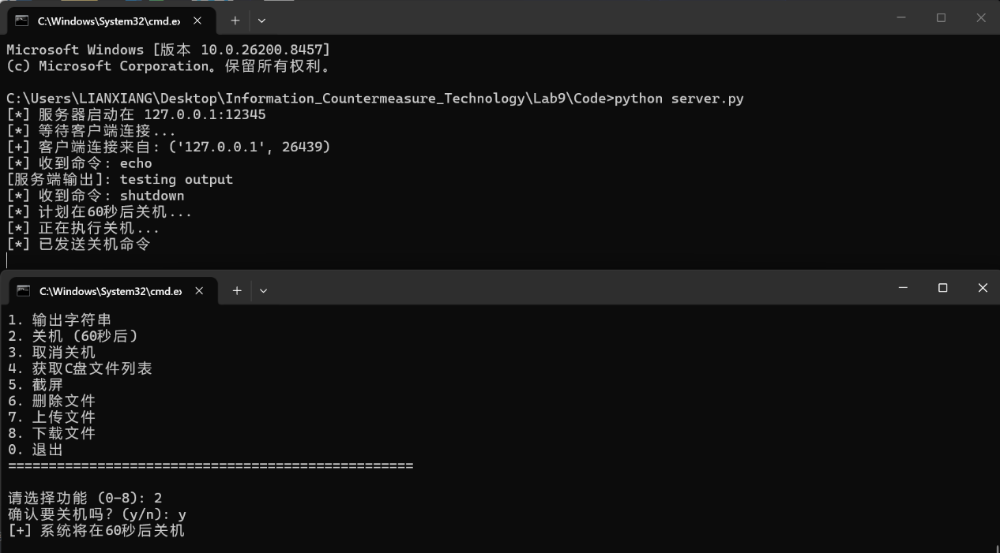 C:\Windows\System32\cmd.ex
Microsoft Windows [版本 10.0.26200.8457]
(c) Microsoft Corporation。保留所有权利。
C:\Users\LIANXIANG\Desktop\Information_Countermeasure_Technology\Lab9\Code>python server.py
[*] 服务器启动在 127.0.0.1:12345
[*] 等待客户端连接...
[+] 客户端连接来自: ('127.0.0.1', 26439)
[*] 收到命令: echo
[服务端输出]: testing output
[*] 收到命令: shutdown
[*] 计划在60秒后关机...
[*] 正在执行关机...
[*] 已发送关机命令
C:\Windows\System32\cmd.ex
1. 输出字符串
2. 关机 (60秒后)
3. 取消关机
4. 获取C盘文件列表
5. 截屏
6. 删除文件
7. 上传文件
8. 下载文件
0. 退出
==================================================
请选择功能 (0-8): 2
确认要关机吗? (y/n): y
[+] 系统将在60秒后关机